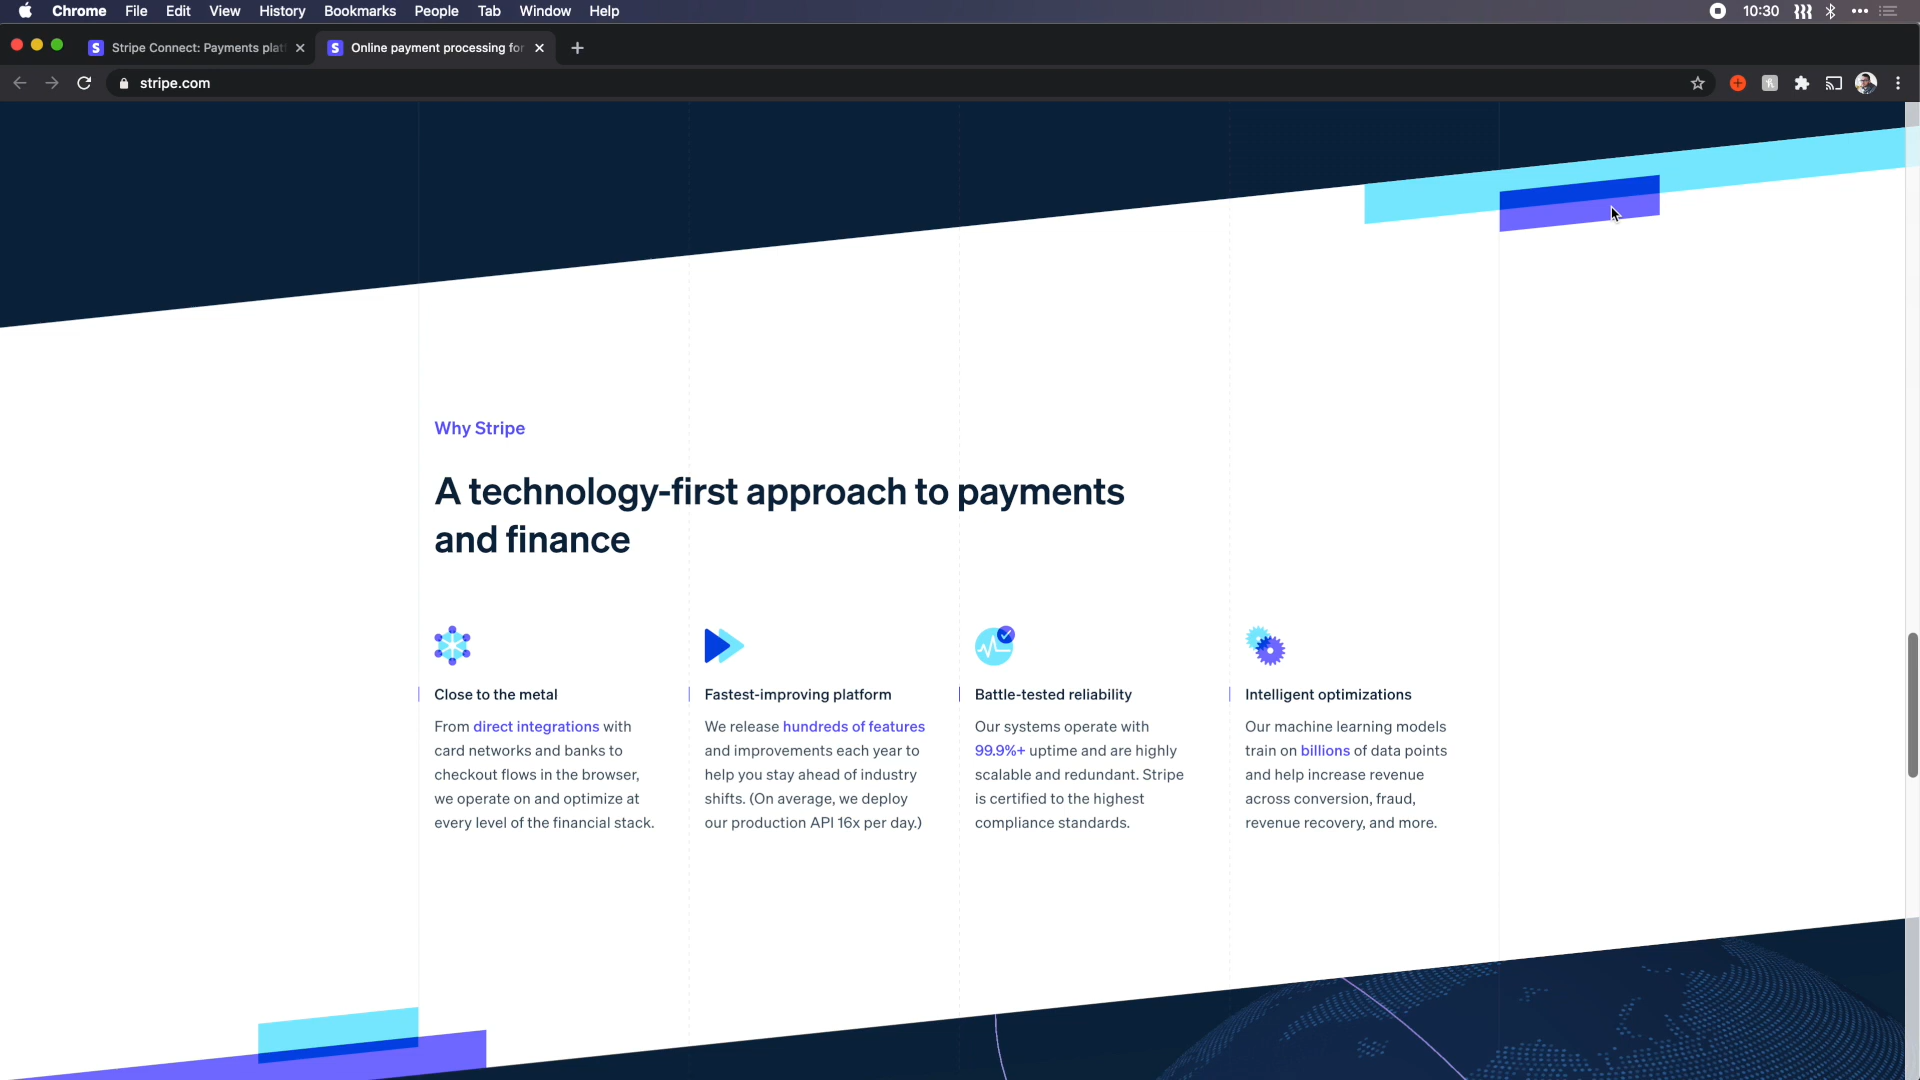 Chrome File Edit View History Bookmarks People Tab Window Help 10:30
Stripe Connect: Payments plat Online payment processing for
stripe.com
Why Stripe
A technology-first approach to payments
and finance
Close to the metal
From direct integrations with
card networks and banks to
checkout flows in the browser,
we operate on and optimize at
every level of the financial stack.
Fastest-improving platform
We release hundreds of features
and improvements each year to
help you stay ahead of industry
shifts. (On average, we deploy
our production API 16x per day.)
Battle-tested reliability
Our systems operate with
99.9%+ uptime and are highly
scalable and redundant. Stripe
is certified to the highest
compliance standards.
Intelligent optimizations
Our machine learning models
train on billions of data points
and help increase revenue
across conversion, fraud,
revenue recovery, and more.